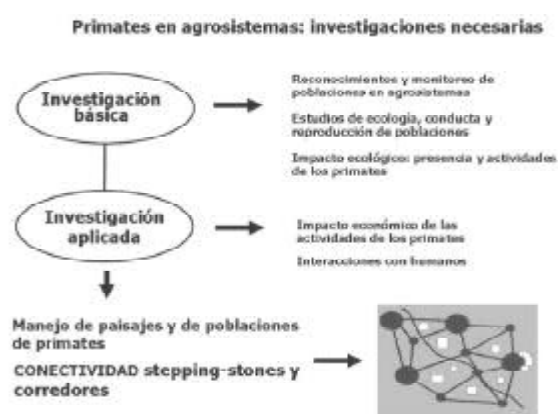 Primates en agrosistemas: investigaciones necesarias
Investigación
básica
Reconocimientos y monitoreo de
poblaciones en agrosistemas
Estudios de ecología, conducta y
reproducción de poblaciones
Impacto ecológico: presencia y actividades
de los primates
Investigación
aplicada
Impacto económico de las
actividades de los primates
Interacciones con humanos
Manejo de paisajes y de poblaciones
de primates
CONECTIVIDAD stepping-stones y
corredores